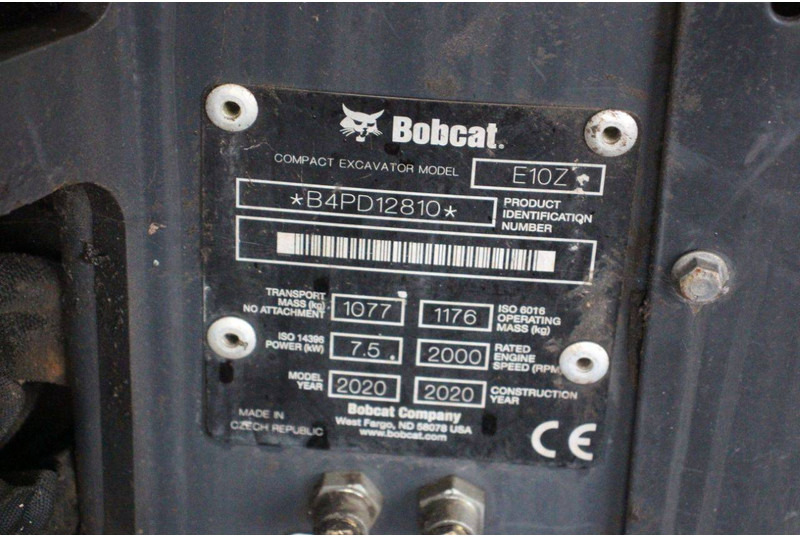 Bobcat.
COMPACT EXCAVATOR MODEL E10Z
*B4PD12810* PRODUCT IDENTIFICATION NUMBER
TRANSPORT MASS (kg) NO ATTACHMENT 1077 1176 ISO 6016 OPERATING MASS (kg)
ISO 14396 POWER (kW) 7.5 2000 RATED ENGINE SPEED (RPM
MODEL YEAR 2020 2020 CONSTRUCTION YEAR
Bobcat Company
MADE IN CZECH REPUBLIC West Fargo, ND 58078 USA
www.bobcat.com
CE